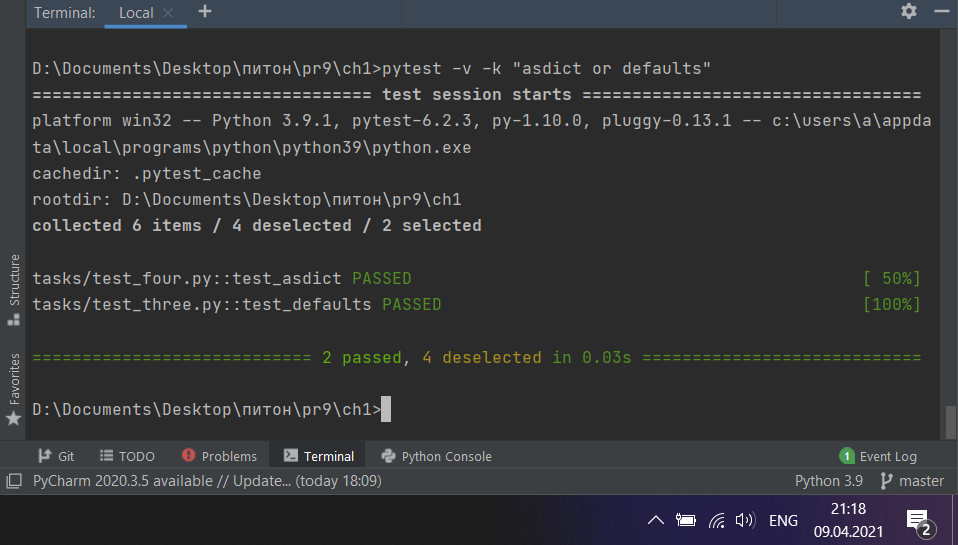 Terminal: Local × +
D:\Documents\Desktop\питон\pr9\ch1>pytest -v -k "asdict or defaults"
================================== test session starts ==================================
platform win32 -- Python 3.9.1, pytest-6.2.3, py-1.10.0, pluggy-0.13.1 -- c:\users\a\appda
ta\local\programs\python\python39\python.exe
cachedir: .pytest_cache
rootdir: D:\Documents\Desktop\питон\pr9\ch1
collected 6 items / 4 deselected / 2 selected
tasks/test_four.py::test_asdict PASSED [ 50%]
tasks/test_three.py::test_defaults PASSED [100%]
============================ 2 passed, 4 deselected in 0.03s ============================
D:\Documents\Desktop\питон\pr9\ch1>
Structure
Favorites
Git TODO Problems Terminal Python Console 1 Event Log
PyCharm 2020.3.5 available // Update... (today 18:09) Python 3.9 master
ENG 21:18 2
09.04.2021